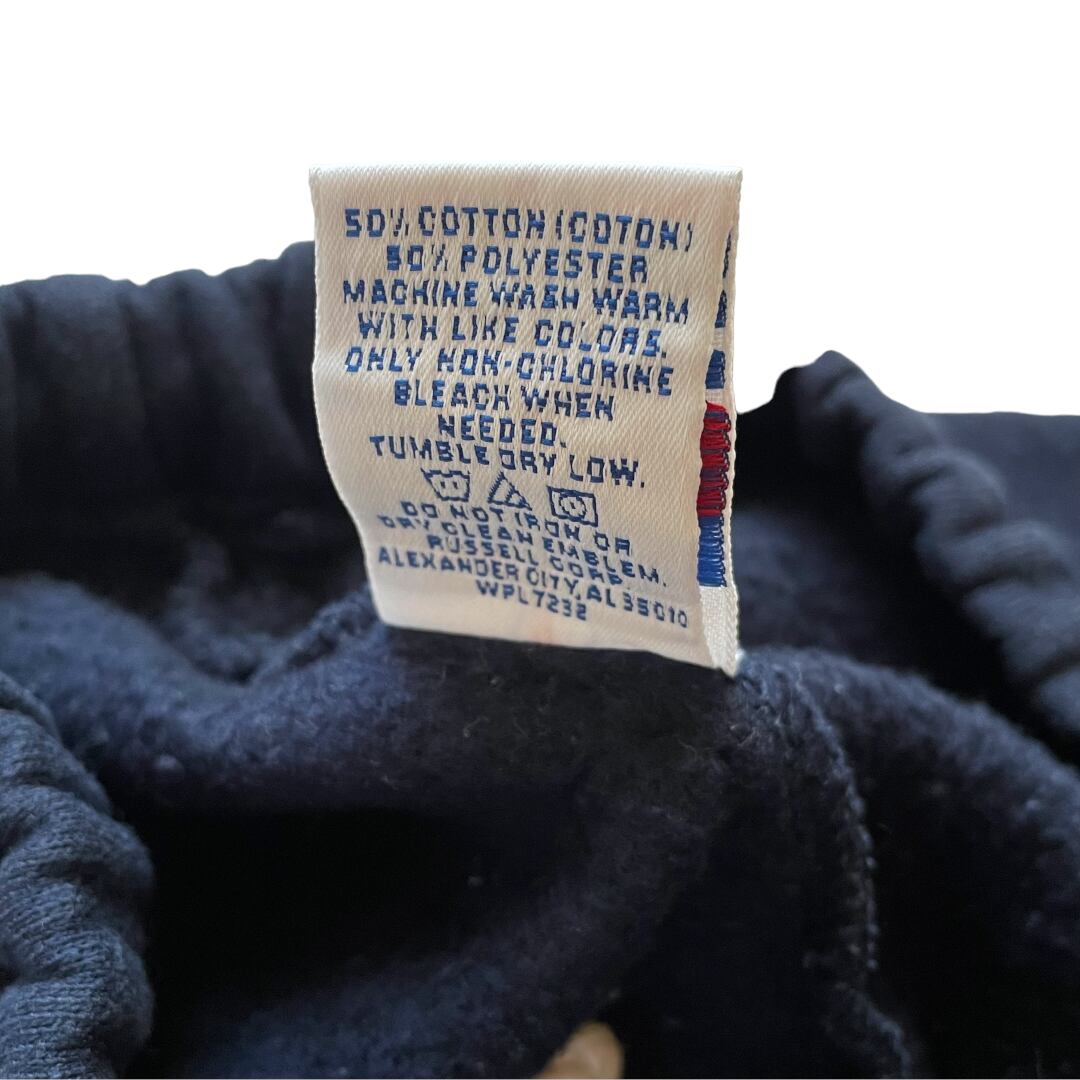 50% COTTON (COTON)
50% POLYESTER
MACHINE WASH WARM
WITH LIKE COLORS.
ONLY NON-CHLORINE
BLEACH WHEN
NEEDED.
TUMBLE DRY LOW.
DO NOT IRON OR
DRY CLEAN EMBLEM.
RUSSELL CORP.
ALEXANDER CITY, AL 35010
WPL 7232